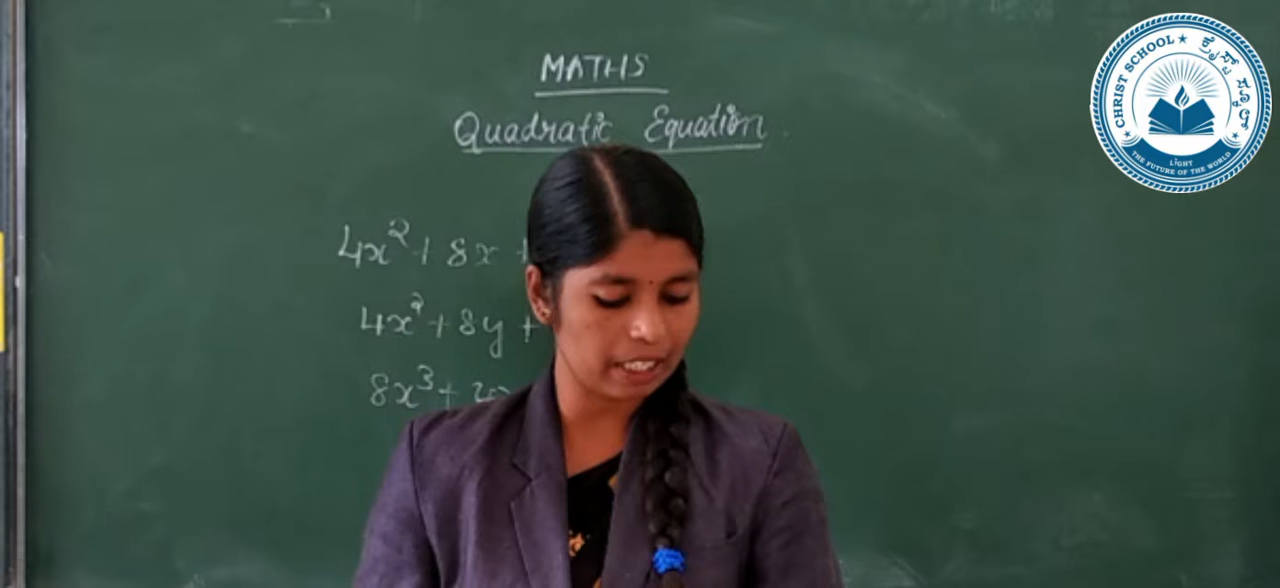 MATHS
Quadratic Equation
4x² + 8x +
4x² + 8y +
8x³ +
CHRIST SCHOOL ★ ಕ್ರೈಸ್ಟ್ ಸ್ಕೂಲ್ ★
LiGHT
THE FUTURE OF THE WORLD